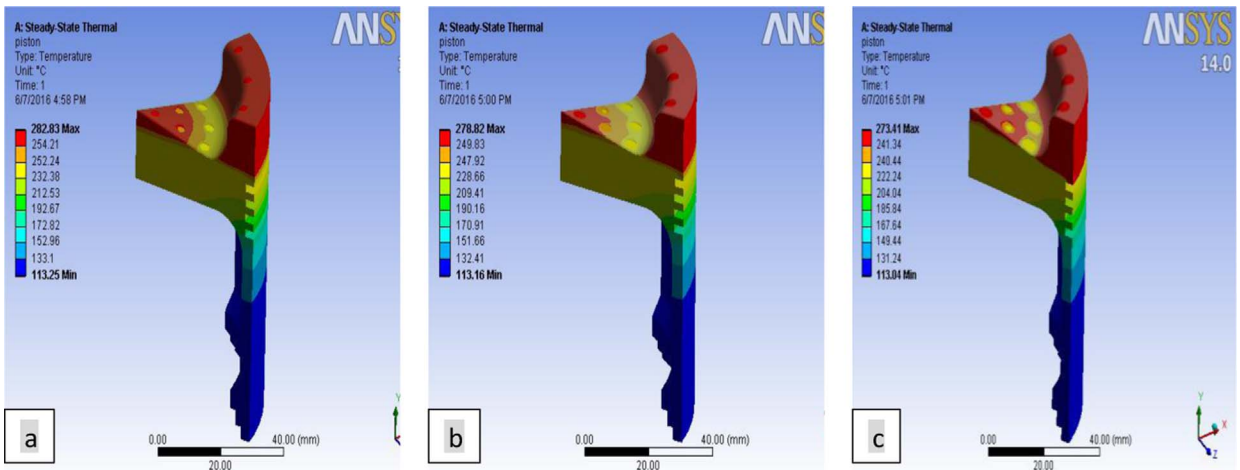 A: Steady-State Thermal
piston
Type: Temperature
Unit: °C
Time: 1
6/7/2016 4:58 PM
282.83 Max
254.21
252.24
232.38
212.53
192.67
172.82
152.96
133.1
113.25 Min
ANS
0.00
40.00 (mm)
20.00
Y
a
A: Steady-State Thermal
piston
Type: Temperature
Unit: °C
Time: 1
6/7/2016 5:00 PM
278.82 Max
249.83
247.92
228.66
209.41
190.16
170.91
151.66
132.41
113.16 Min
ANS
0.00
40.00 (mm)
20.00
b
A: Steady-State Thermal
piston
Type: Temperature
Unit: °C
Time: 1
6/7/2016 5:01 PM
273.41 Max
241.34
240.44
222.24
204.04
185.84
167.64
149.44
131.24
113.04 Min
ANSYS
14.0
0.00
40.00 (mm)
20.00
Y
X
Z
c